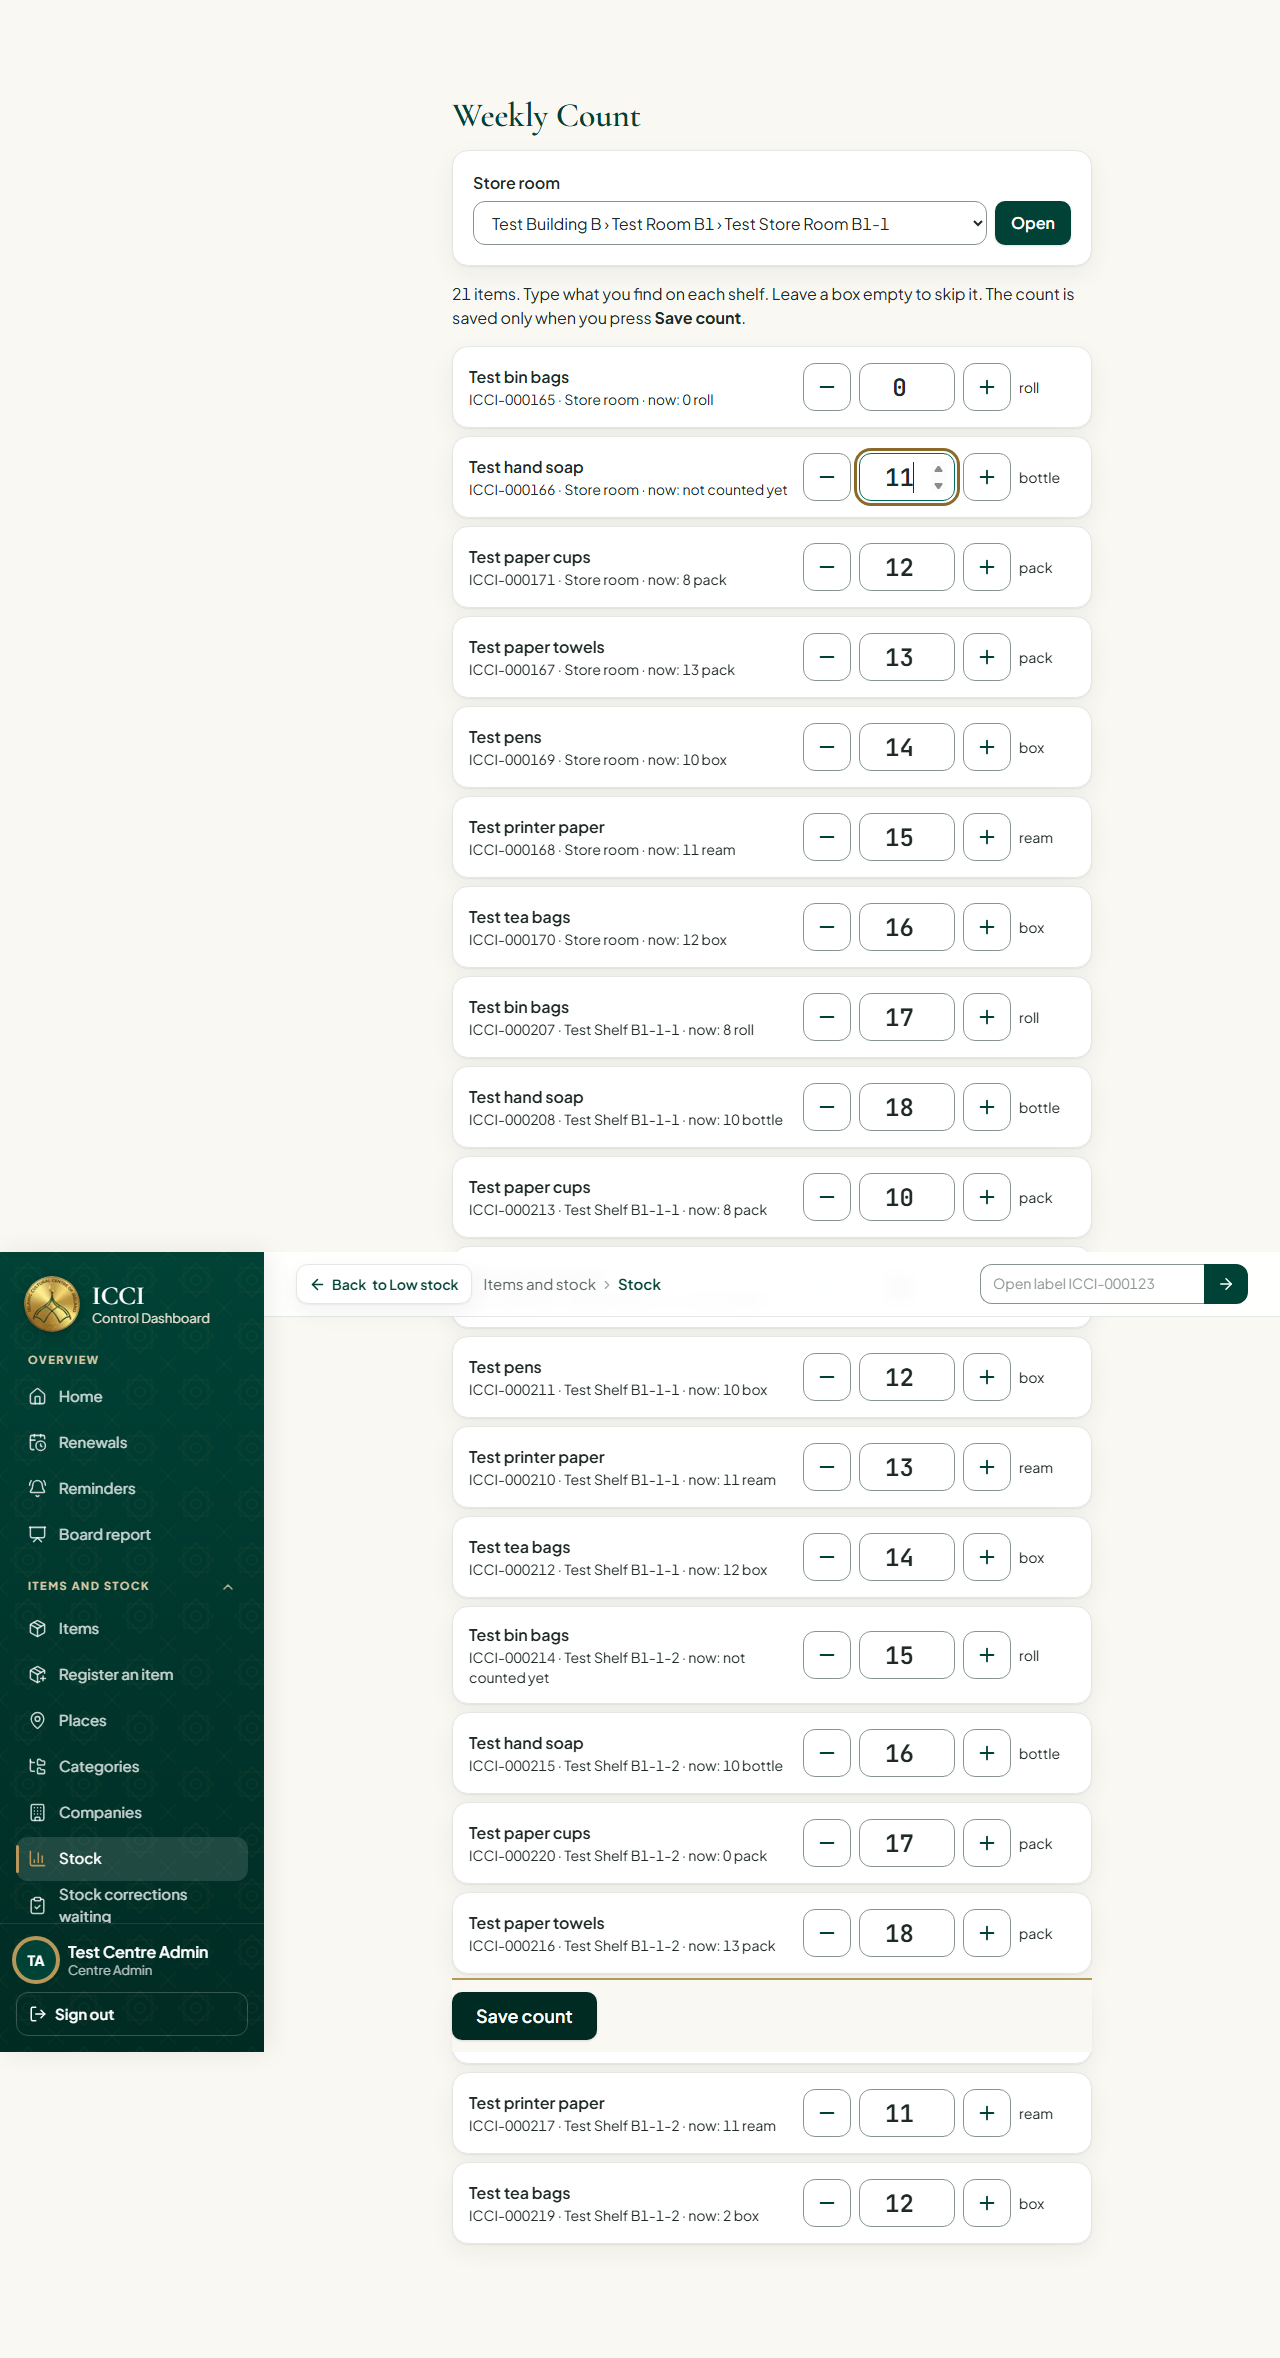 Weekly Count
Store room
Test Building B › Test Room B1 › Test Store Room B1-1
Open
21 items. Type what you find on each shelf. Leave a box empty to skip it. The count is
saved only when you press Save count.
Test bin bags
ICCI-000165 · Store room · now: 0 roll
0
roll
Test hand soap
ICCI-000166 · Store room · now: not counted yet
11
bottle
Test paper cups
ICCI-000171 · Store room · now: 8 pack
12
pack
Test paper towels
ICCI-000167 · Store room · now: 13 pack
13
pack
Test pens
ICCI-000169 · Store room · now: 10 box
14
box
Test printer paper
ICCI-000168 · Store room · now: 11 ream
15
ream
Test tea bags
ICCI-000170 · Store room · now: 12 box
16
box
Test bin bags
ICCI-000207 · Test Shelf B1-1-1 · now: 8 roll
17
roll
Test hand soap
ICCI-000208 · Test Shelf B1-1-1 · now: 10 bottle
18
bottle
Test paper cups
ICCI-000213 · Test Shelf B1-1-1 · now: 8 pack
10
pack
ICCI
Control Dashboard
Back to Low stock
Items and stock › Stock
Open label ICCI-000123
OVERVIEW
Home
Renewals
Reminders
Board report
ITEMS AND STOCK
Items
Register an item
Places
Categories
Companies
Stock
Stock corrections
waiting
TA
Test Centre Admin
Centre Admin
Sign out
Test pens
ICCI-000211 · Test Shelf B1-1-1 · now: 10 box
12
box
Test printer paper
ICCI-000210 · Test Shelf B1-1-1 · now: 11 ream
13
ream
Test tea bags
ICCI-000212 · Test Shelf B1-1-1 · now: 12 box
14
box
Test bin bags
ICCI-000214 · Test Shelf B1-1-2 · now: not
counted yet
15
roll
Test hand soap
ICCI-000215 · Test Shelf B1-1-2 · now: 10 bottle
16
bottle
Test paper cups
ICCI-000220 · Test Shelf B1-1-2 · now: 0 pack
17
pack
Test paper towels
ICCI-000216 · Test Shelf B1-1-2 · now: 13 pack
18
pack
Save count
Test printer paper
ICCI-000217 · Test Shelf B1-1-2 · now: 11 ream
11
ream
Test tea bags
ICCI-000219 · Test Shelf B1-1-2 · now: 2 box
12
box